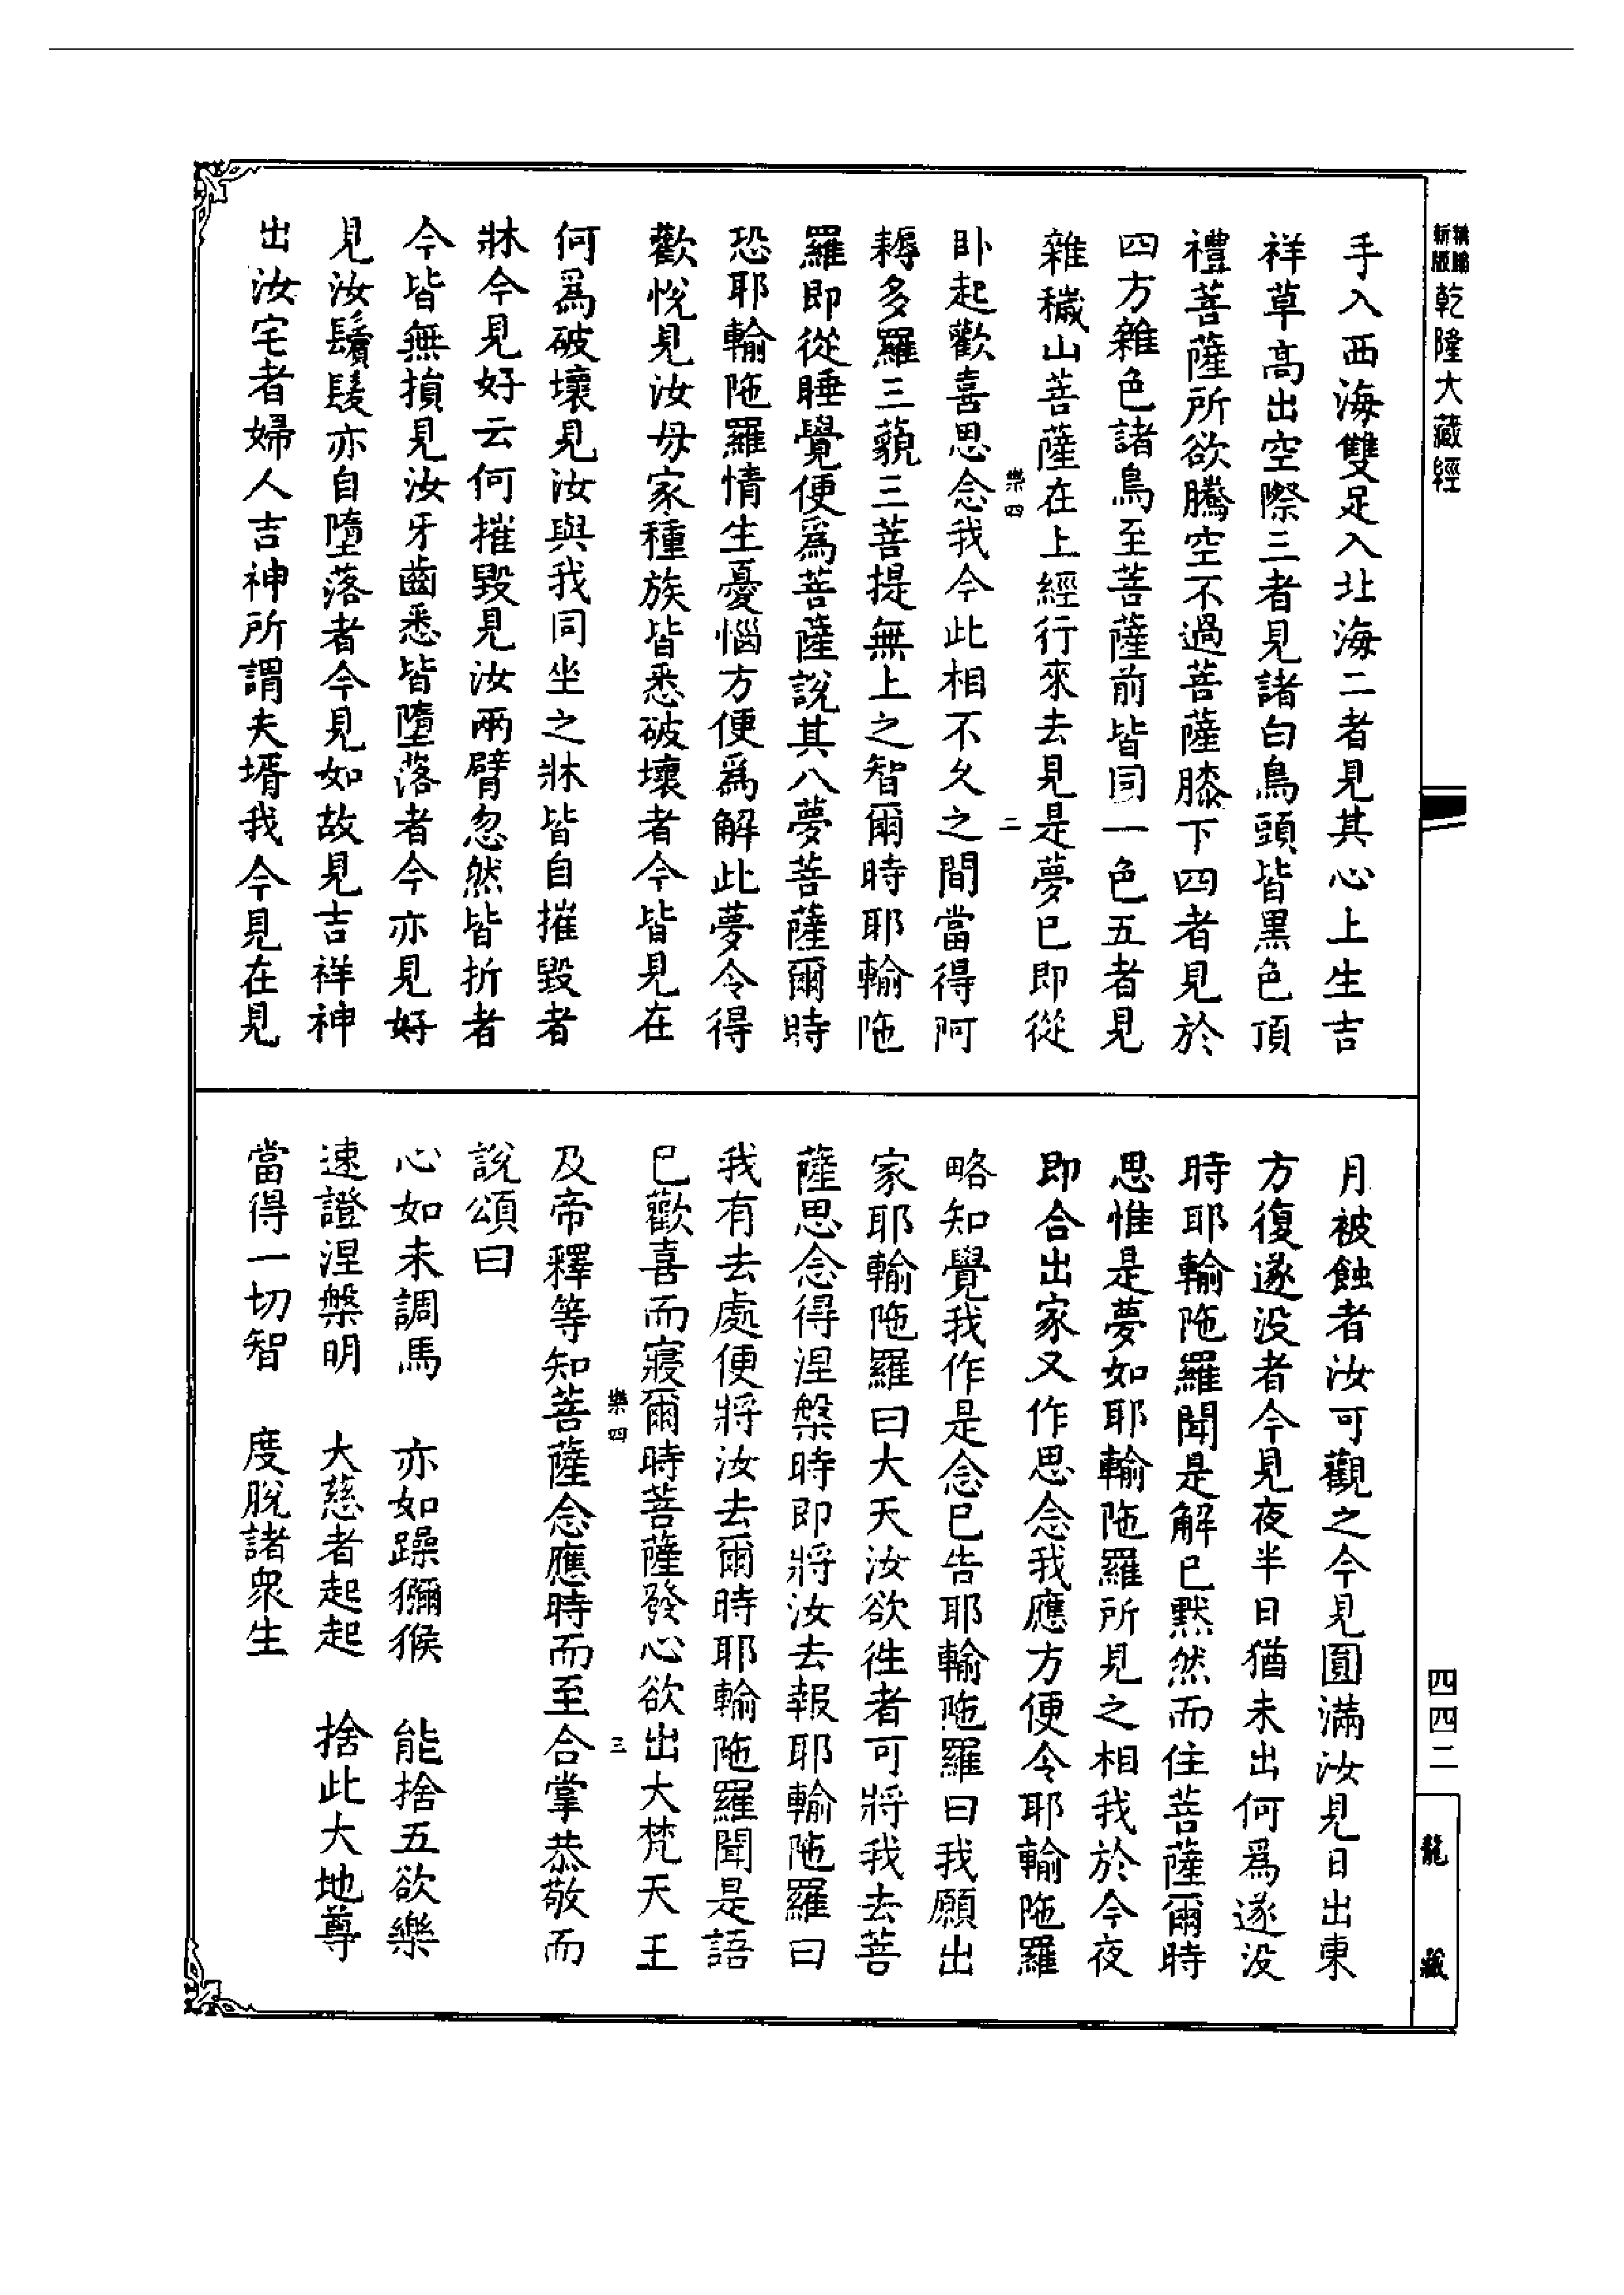 新編縮版
乾隆大藏經
手入西海雙足入北海二者見其心上生吉
祥草高出空際三者見諸白鳥頭皆黑色頂
禮菩薩所欲騰空不過菩薩膝下四者見於
四方雜色諸鳥至菩薩前皆同一色五者見
雜穢山菩薩在上經行來去見是夢已即從
樂四
二
臥起歡喜思念我今此相不久之間當得阿
耨多羅三藐三菩提無上之智爾時耶輸陁
羅即從睡覺便爲菩薩說其八夢菩薩爾時
恐耶輸陁羅情生憂惱方便爲解此夢令得
歡悅見汝母家種族皆悉破壞者今皆見在
何爲破壞見汝與我同坐之牀皆自摧毀者
牀今見好云何摧毀見汝兩臂忽然皆折者
今皆無損見汝牙齒悉皆墮落者今亦見好
見汝鬚髮亦自墮落者今見如故見吉祥神
出汝宅者婦人吉神所謂夫壻我今見在見
月被蝕者汝可觀之今見圓滿汝見日出東
方復遂没者今見夜半日猶未出何爲遂没
時耶輸陁羅聞是解已默然而住菩薩爾時
思惟是夢如耶輸陁羅所見之相我於今夜
即合出家又作思念我應方便令耶輸陁羅
略知覺我作是念已告耶輸陁羅曰我願出
家耶輸陁羅曰大天汝欲往者可將我去菩
薩思念得涅槃時即將汝去報耶輸陁羅曰
我有去處便將汝去爾時耶輸陁羅聞是語
已歡喜而寢爾時菩薩發心欲出大梵天王
樂四
三
及帝釋等知菩薩念應時而至合掌恭敬而
說頌曰
心如未調馬　亦如躁獼猴　能捨五欲樂
速證涅槃明　大慈者起起　捨此大地尊
當得一切智　度脫諸衆生
四四二
龍藏